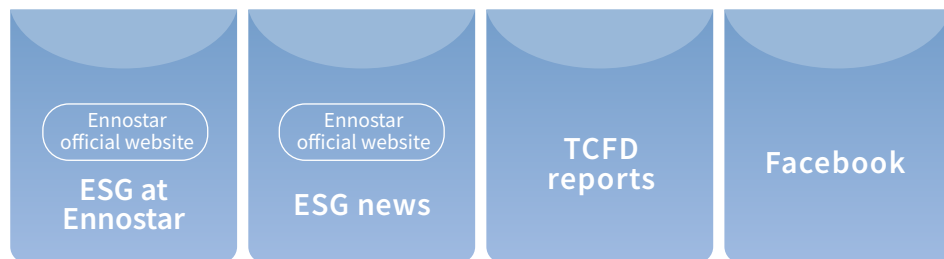 Ennostar
official website
ESG at
Ennostar
Ennostar
official website
ESG news
TCFD
reports
Facebook